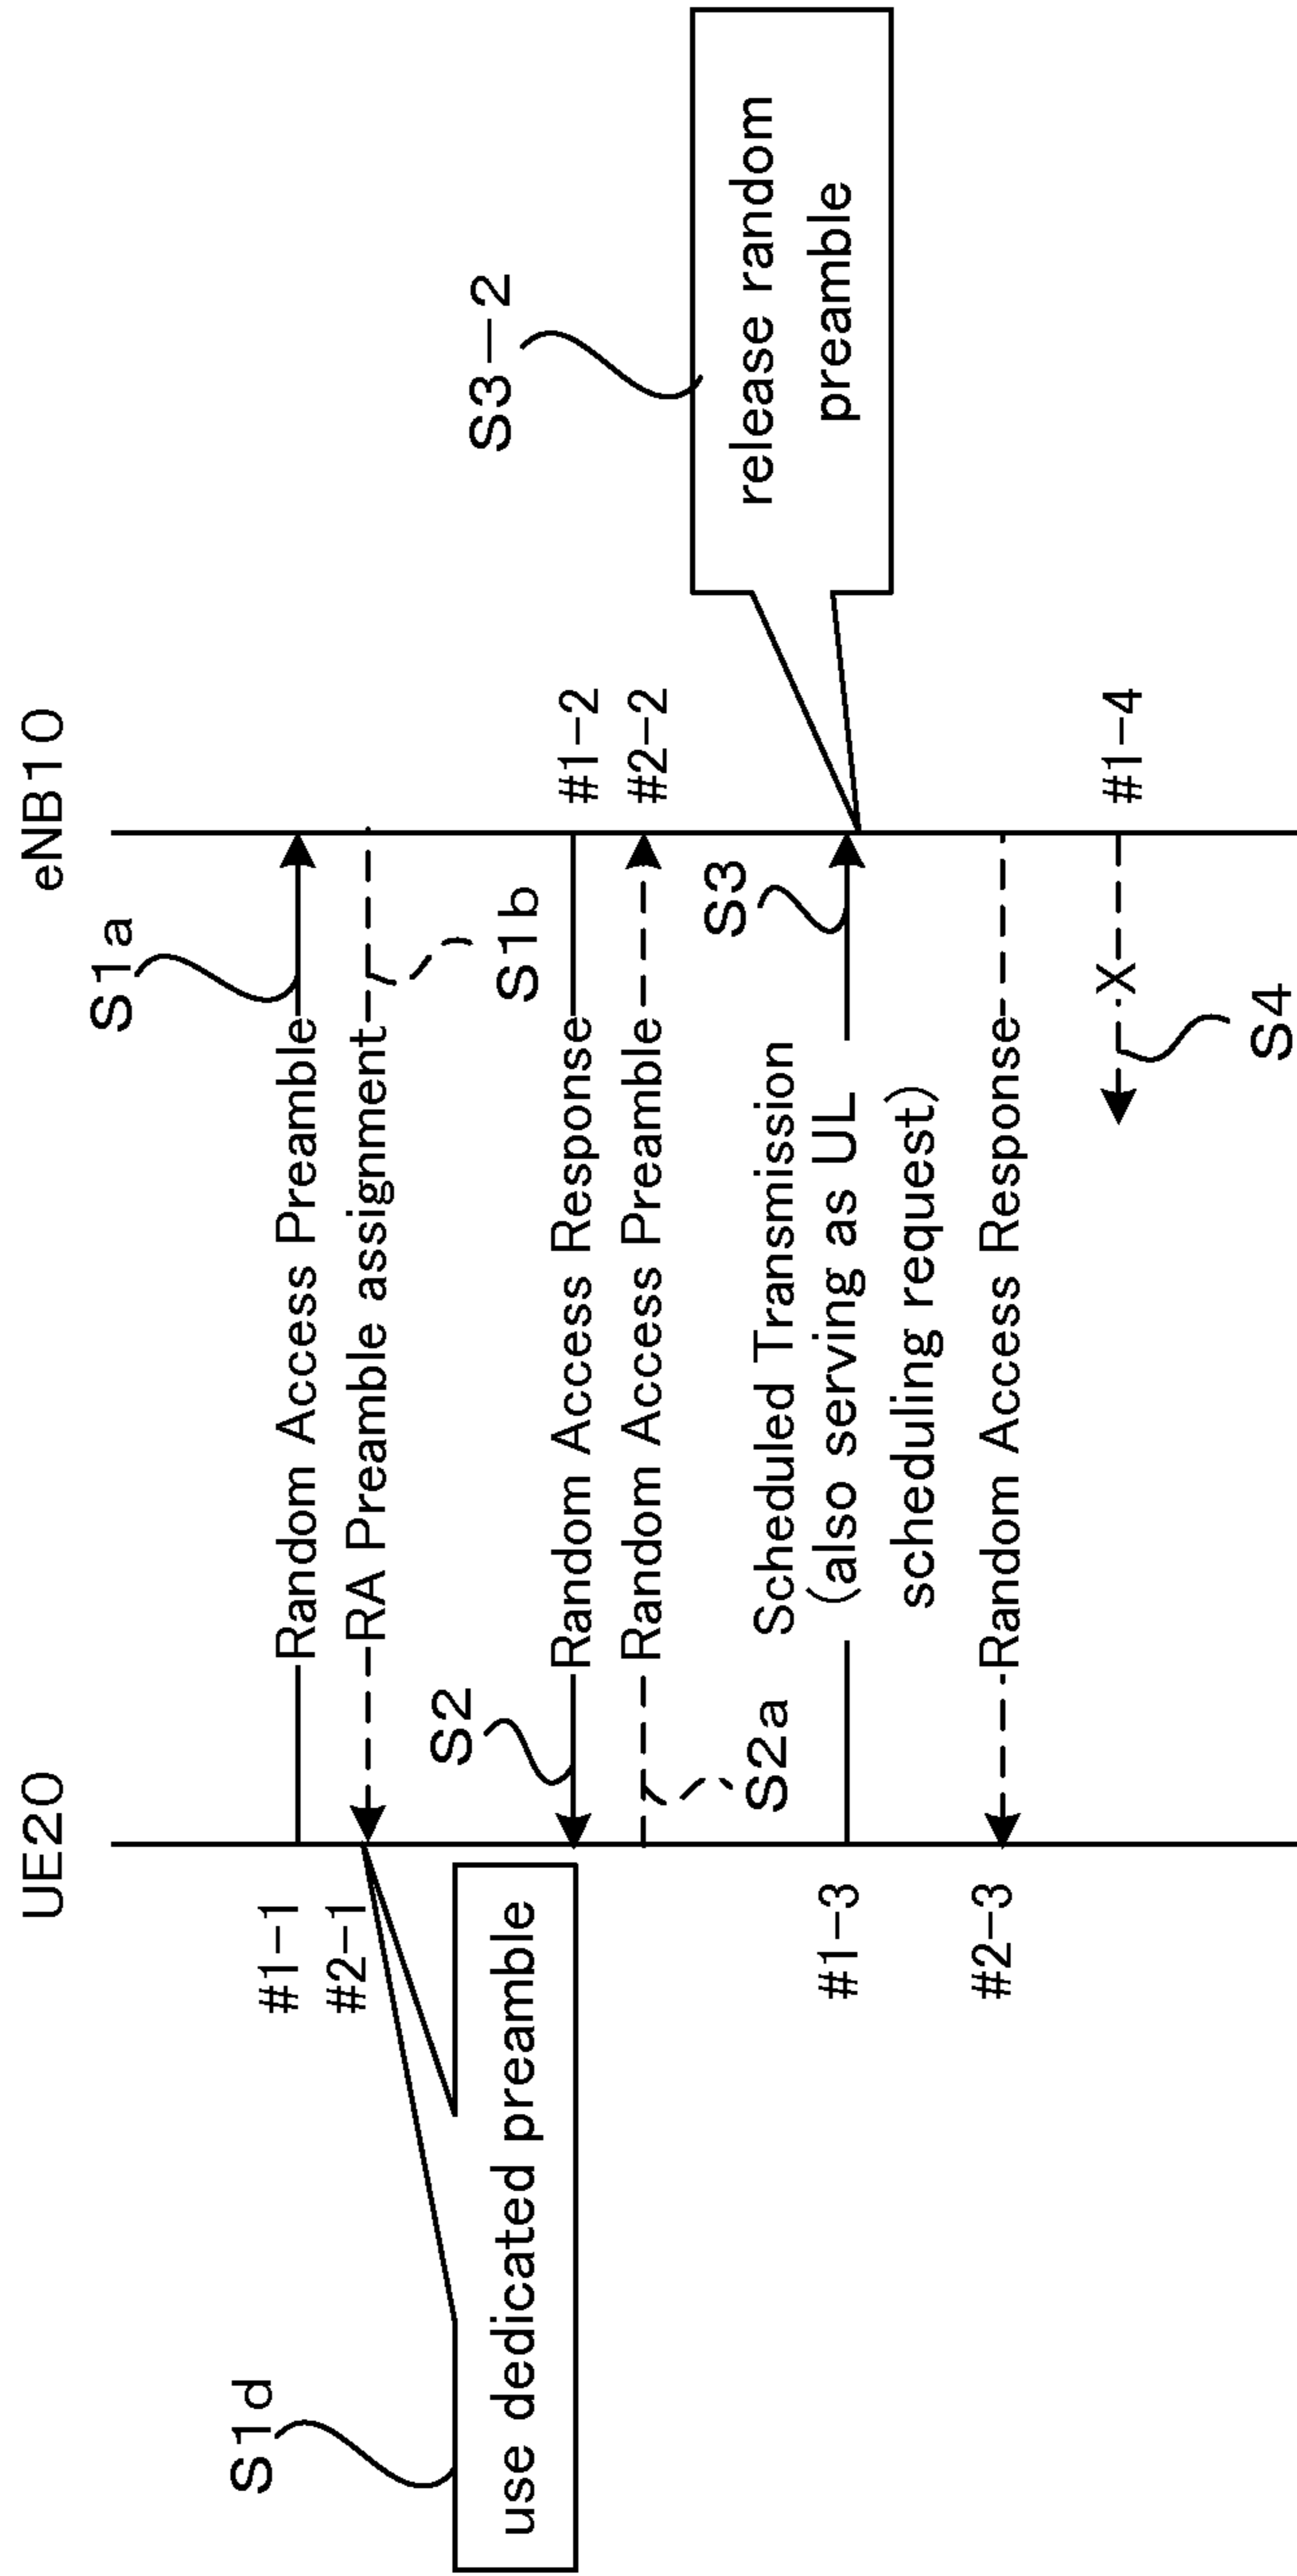 UE20
eNB10
S1a
#1-1
Random Access Preamble
#2-1
RA Preamble assignment
S1b
S1d
use dedicated preamble
S2
Random Access Response
#1-2
Random Access Preamble
#2-2
S2a
S3
Scheduled Transmission
#1-3
(also serving as UL
scheduling request)
S3-2
release random
preamble
#2-3
Random Access Response
X
#1-4
S4